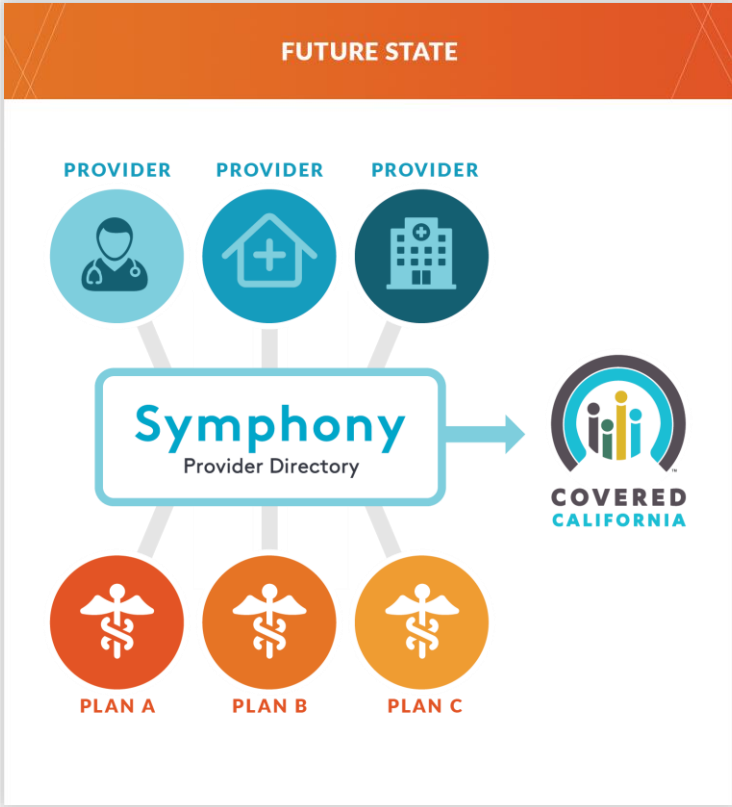 FUTURE STATE
PROVIDER PROVIDER PROVIDER
Symphony
Provider Directory
COVERED
CALIFORNIA
PLAN A PLAN B PLAN C